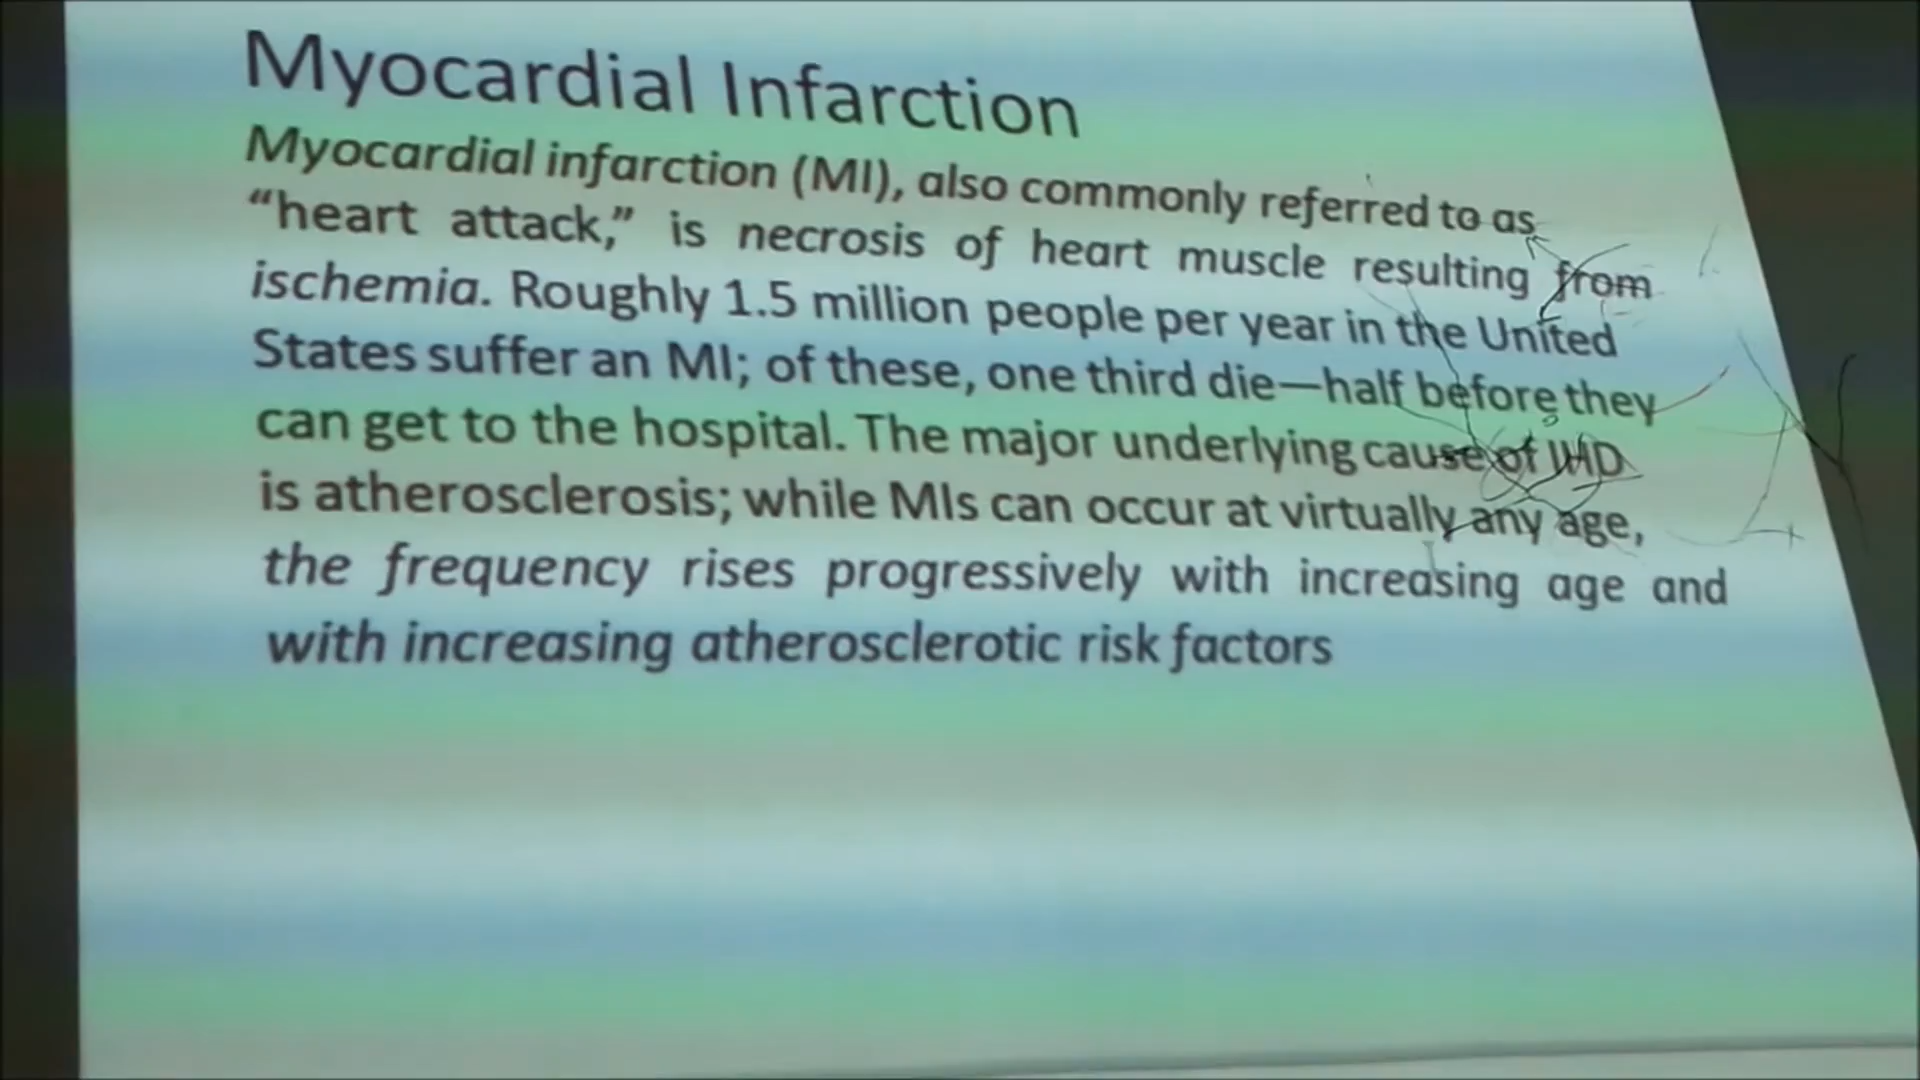 Myocardial Infarction
Myocardial infarction (MI), also commonly referred to as
“heart attack,” is necrosis of heart muscle resulting from
ischemia. Roughly 1.5 million people per year in the United
States suffer an MI; of these, one third die—half before they
can get to the hospital. The major underlying cause of IHD
is atherosclerosis; while MIs can occur at virtually any age,
the frequency rises progressively with increasing age and
with increasing atherosclerotic risk factors